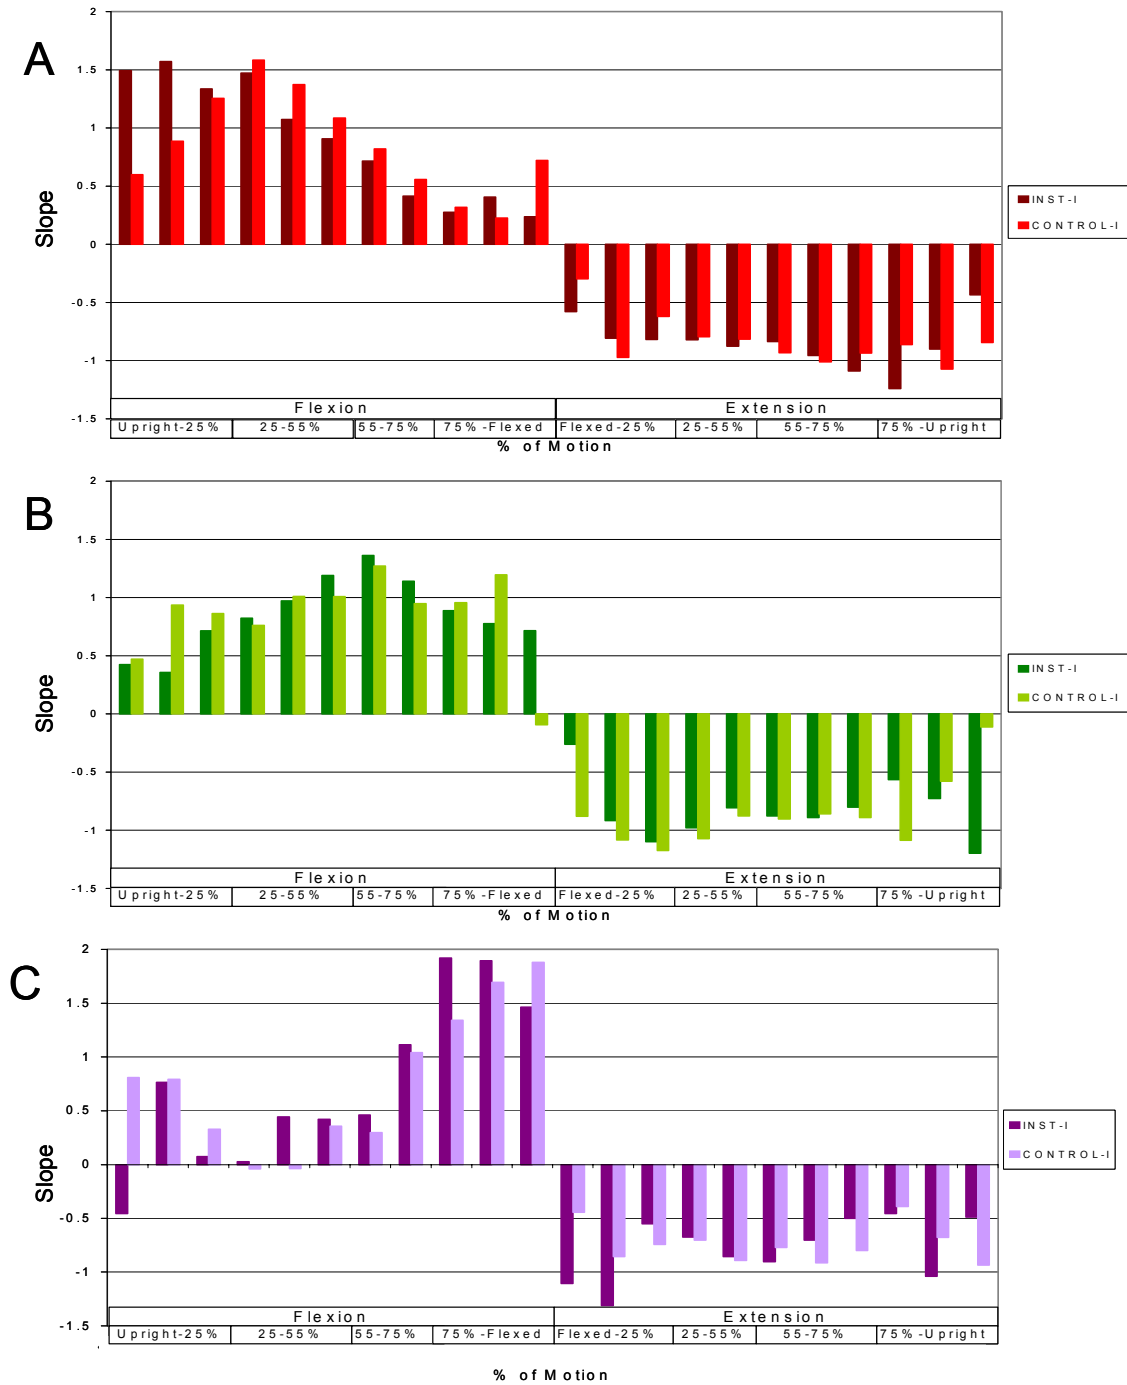 A
2
1.5
1
0.5
0
-0.5
-1
-1.5
Slope
INST-I
CONTROL-I
Flexion Extension
Upright-25% 25-55% 55-75% 75%-Flexed Flexed-25% 25-55% 55-75% 75%-Upright
% of Motion
B
2
1.5
1
0.5
0
-0.5
-1
-1.5
Slope
INST-I
CONTROL-I
Flexion Extension
Upright-25% 25-55% 55-75% 75%-Flexed Flexed-25% 25-55% 55-75% 75%-Upright
% of Motion
C
2
1.5
1
0.5
0
-0.5
-1
-1.5
Slope
INST-I
CONTROL-I
Flexion Extension
Upright-25% 25-55% 55-75% 75%-Flexed Flexed-25% 25-55% 55-75% 75%-Upright
% of Motion